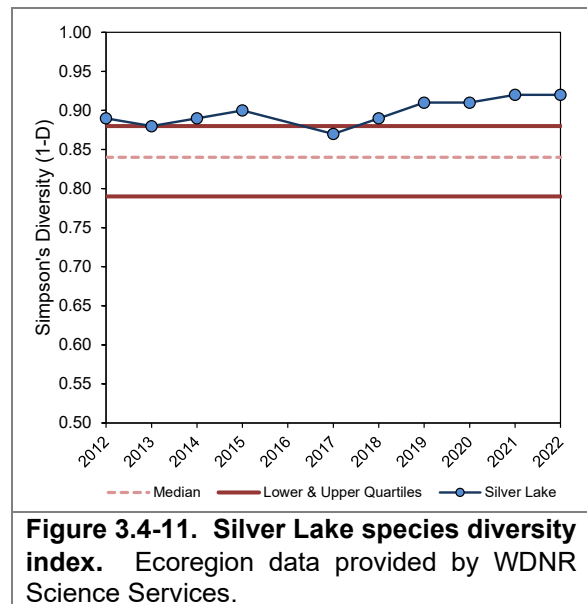 1.00
0.95
0.90
0.85
0.80
0.75
0.70
0.65
0.60
0.55
0.50
Simpson's Diversity (1-D)
2012 2013 2014 2015 2016 2017 2018 2019 2020 2021 2022
Median Lower & Upper Quartiles Silver Lake
Figure 3.4-11. Silver Lake species diversity
index. Ecoregion data provided by WDNR
Science Services.